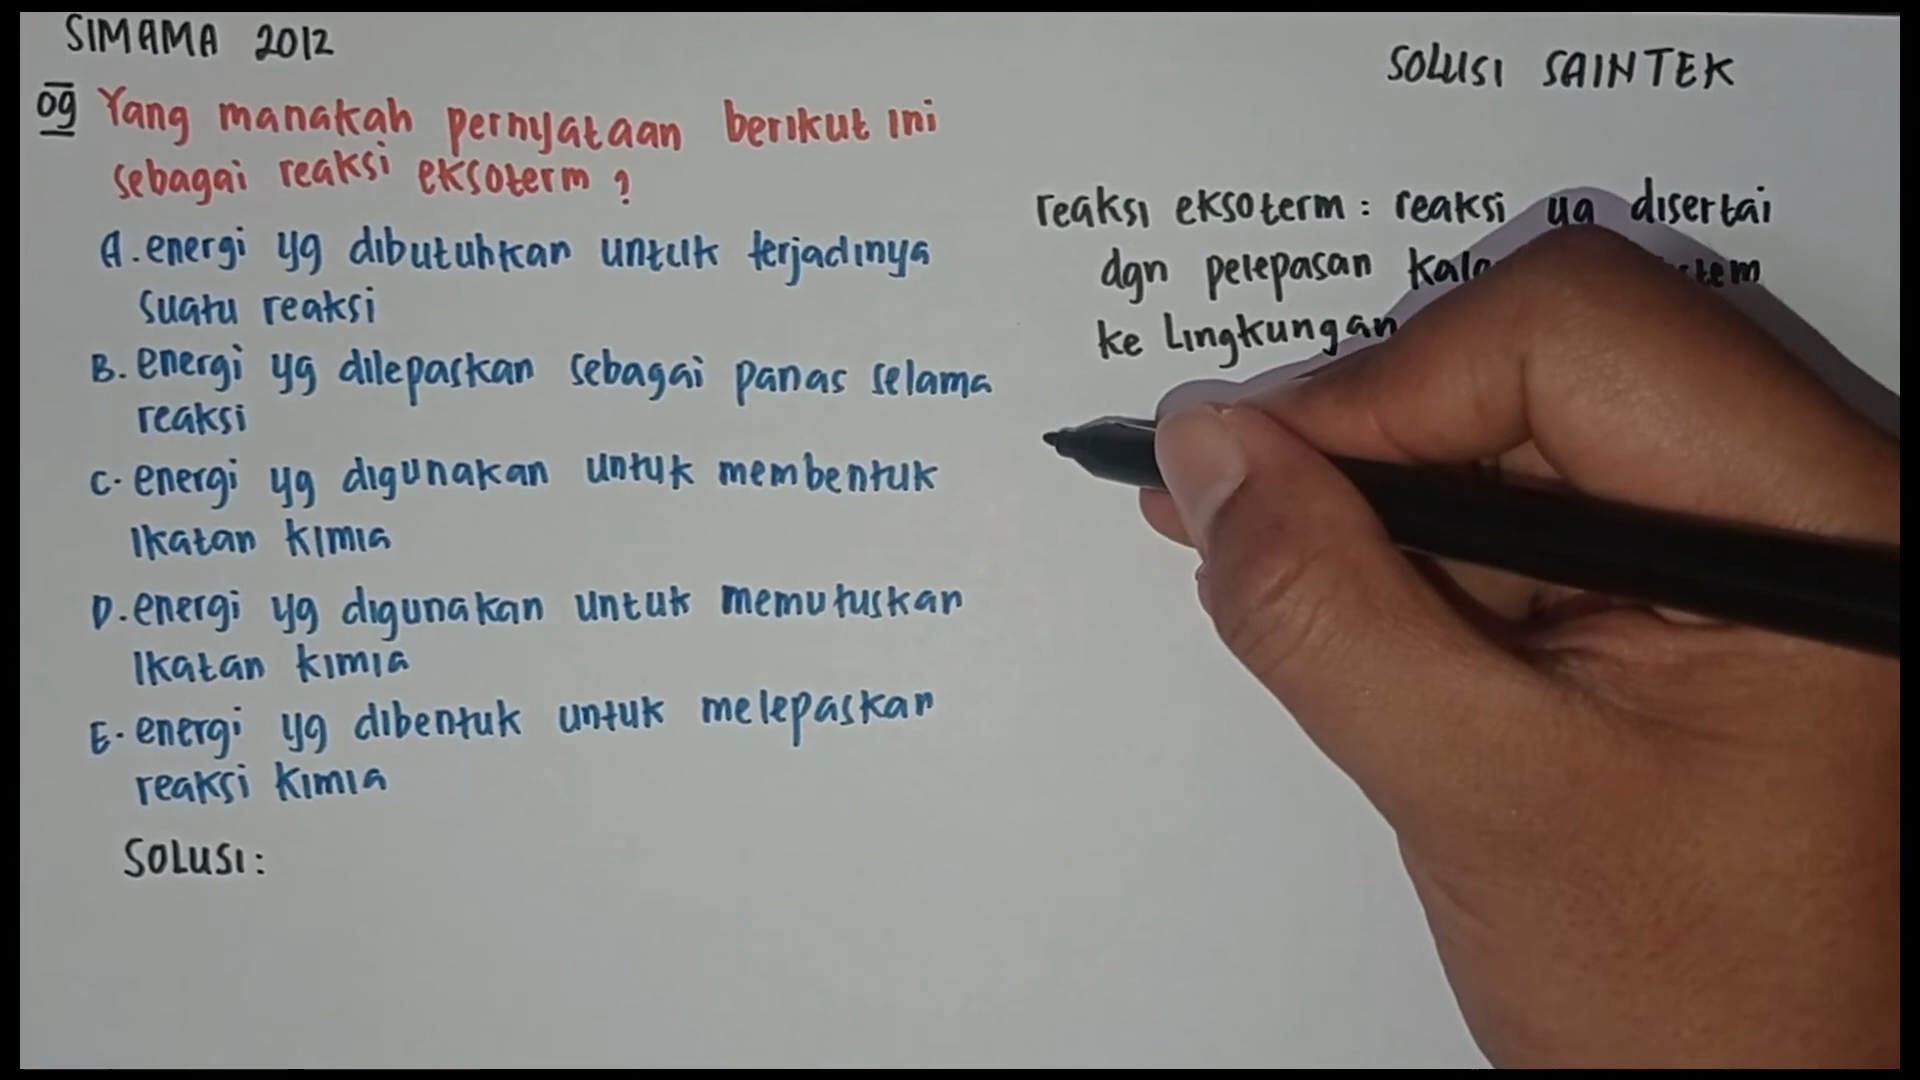 SIMAMA 2012
SOLUSI SAINTEK
09 Yang manakah pernyataan berikut ini
sebagai reaksi eksoterm ?
A. energi yg dibutuhkan untuk terjadinya
suatu reaksi
B. energi yg dilepaskan sebagai panas selama
reaksi
C. energi yg digunakan untuk membentuk
Ikatan kimia
D. energi yg digunakan untuk memutuskan
Ikatan kimia
E. energi yg dibentuk untuk melepaskan
reaksi kimia
SOLUSI:
reaksi eksoterm : reaksi yg disertai
dgn pelepasan
ke Lingkungan